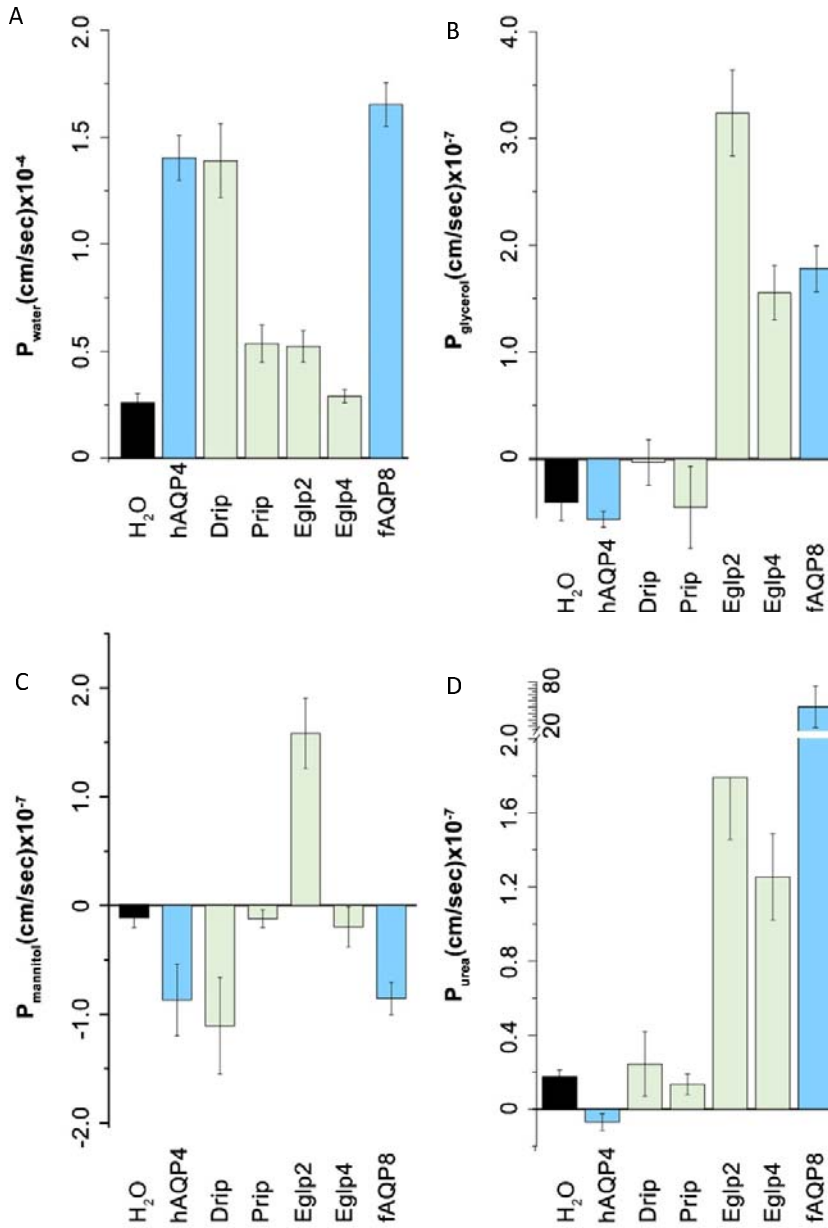 A
P water (cm/sec)x10-4
2.0
1.5
1.0
0.5
0
H2O
hAQP4
Drip
Prip
Eglp2
Eglp4
fAQP8
B
P glycerol (cm/sec)x10-7
4.0
3.0
2.0
1.0
0
H2O
hAQP4
Drip
Prip
Eglp2
Eglp4
fAQP8
C
P mannitol (cm/sec)x10-7
2.0
1.0
0
-1.0
-2.0
H2O
hAQP4
Drip
Prip
Eglp2
Eglp4
fAQP8
D
P urea (cm/sec)x10-7
80
20
2.0
1.6
1.2
0.8
0.4
0
H2O
hAQP4
Drip
Prip
Eglp2
Eglp4
fAQP8